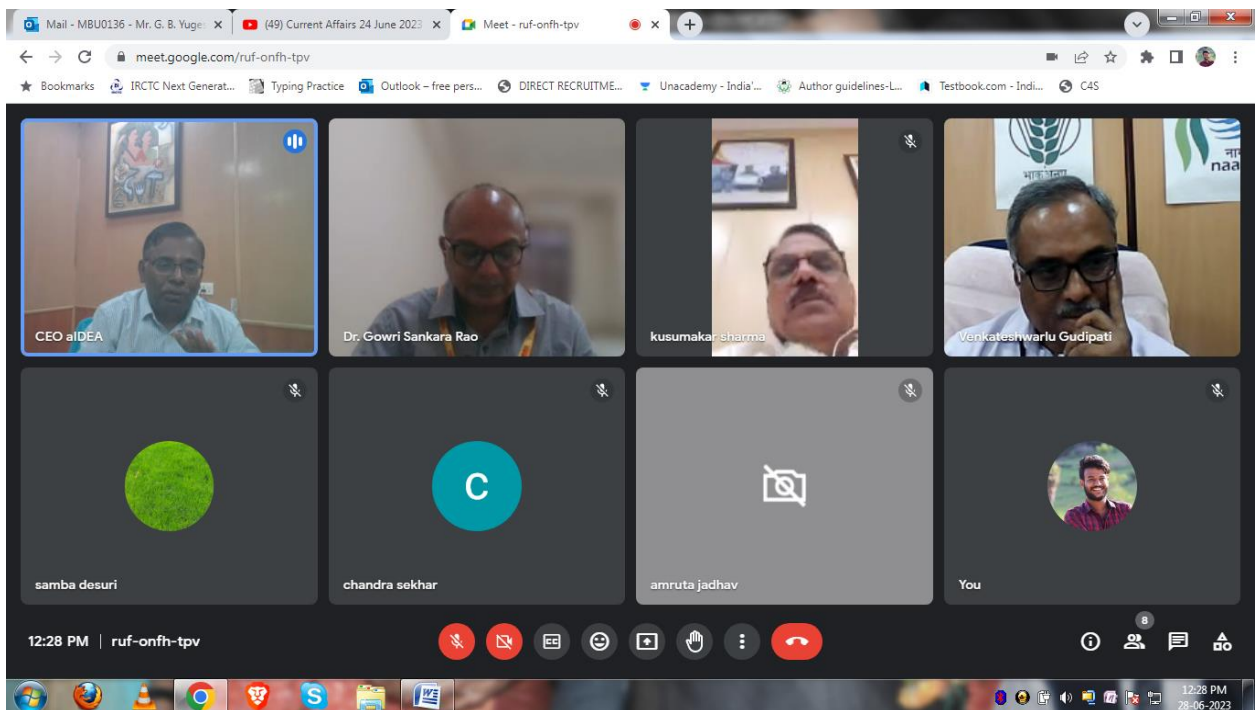 Mail - MBU0136 - Mr. G. B. Yuge
(49) Current Affairs 24 June 2023
Meet - ruf-onfh-tpv
meet.google.com/ruf-onfh-tpv
Bookmarks
IRCTC Next Generat...
Typing Practice
Outlook – free pers...
DIRECT RECRUITME...
Unacademy - India'...
Author guidelines-L...
Testbook.com - Indi...
C4S
naa
CEO aIDEA
Dr. Gowri Sankara Rao
kusumakar sharma
Venkateshwarlu Gudipati
C
samba desuri
chandra sekhar
amruta jadhav
You
12:28 PM | ruf-onfh-tpv
CC
8
S
W
12:28 PM
28-06-2023